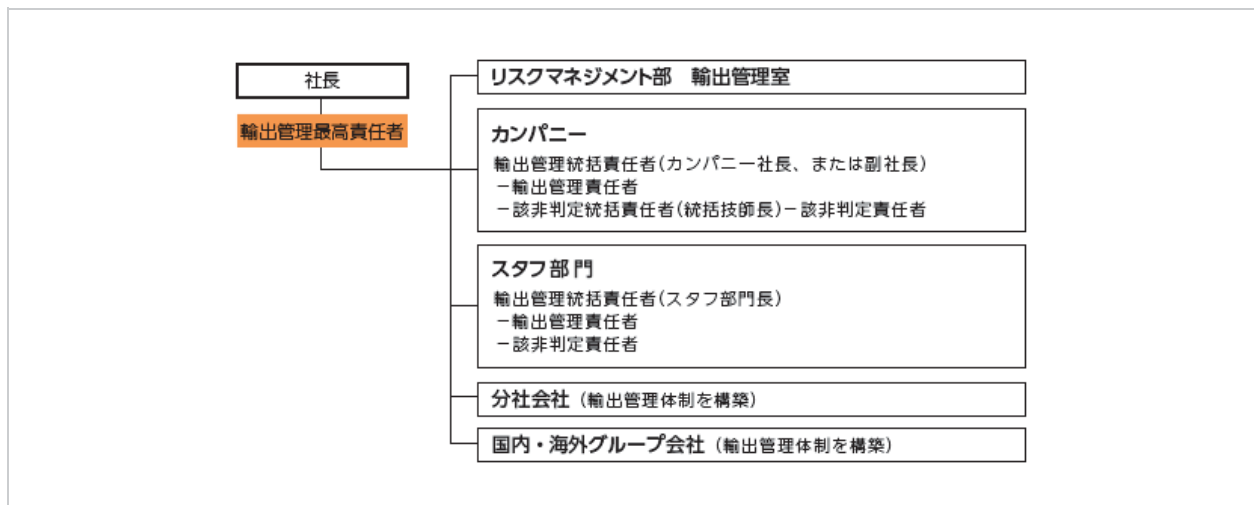 社長
輸出管理最高責任者
リスクマネジメント部　輸出管理室
カンパニー
輸出管理統括責任者(カンパニー社長、または副社長)
－輸出管理責任者
－該非判定統括責任者(統括技師長)－該非判定責任者
スタフ部門
輸出管理統括責任者(スタフ部門長)
－輸出管理責任者
－該非判定責任者
分社会社（輸出管理体制を構築）
国内・海外グループ会社（輸出管理体制を構築）